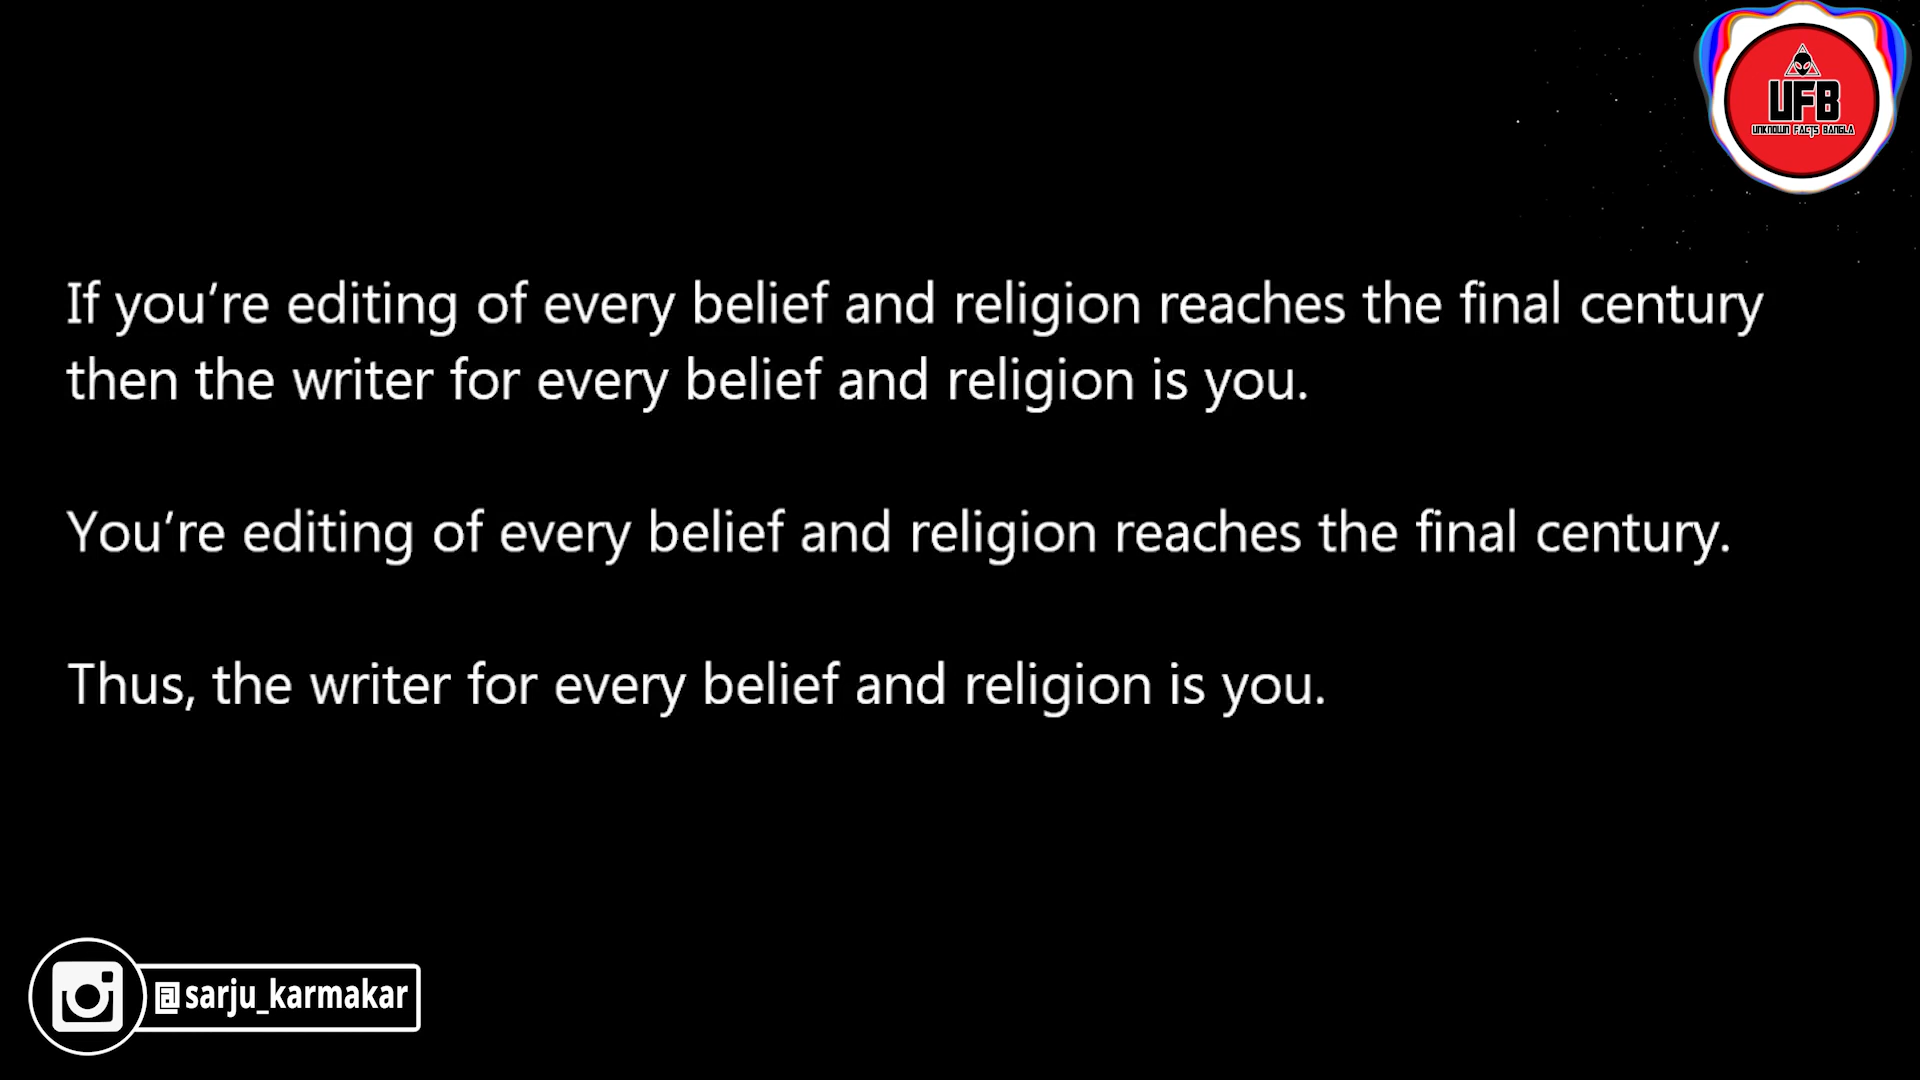 UFB
UNKNOWN FACTS BANGLA
If you’re editing of every belief and religion reaches the final century
then the writer for every belief and religion is you.
You’re editing of every belief and religion reaches the final century.
Thus, the writer for every belief and religion is you.
@sarju_karmakar